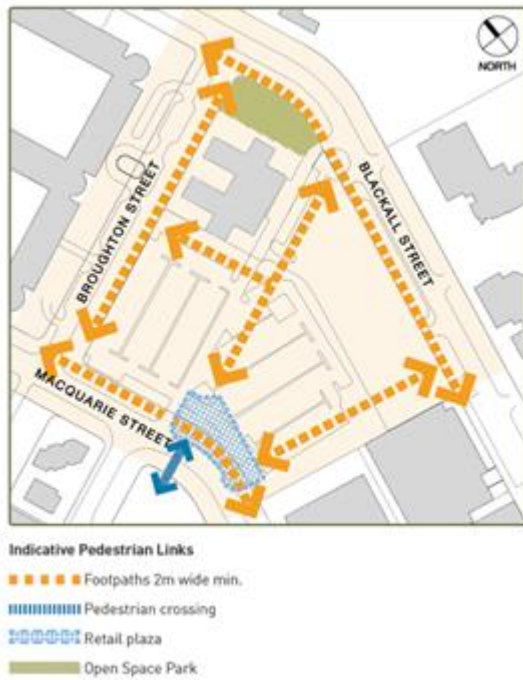 NORTH
BLACKALL STREET
BROUGHTON STREET
MACQUARIE STREET
Indicative Pedestrian Links
Footpaths 2m wide min.
Pedestrian crossing
Retail plaza
Open Space Park